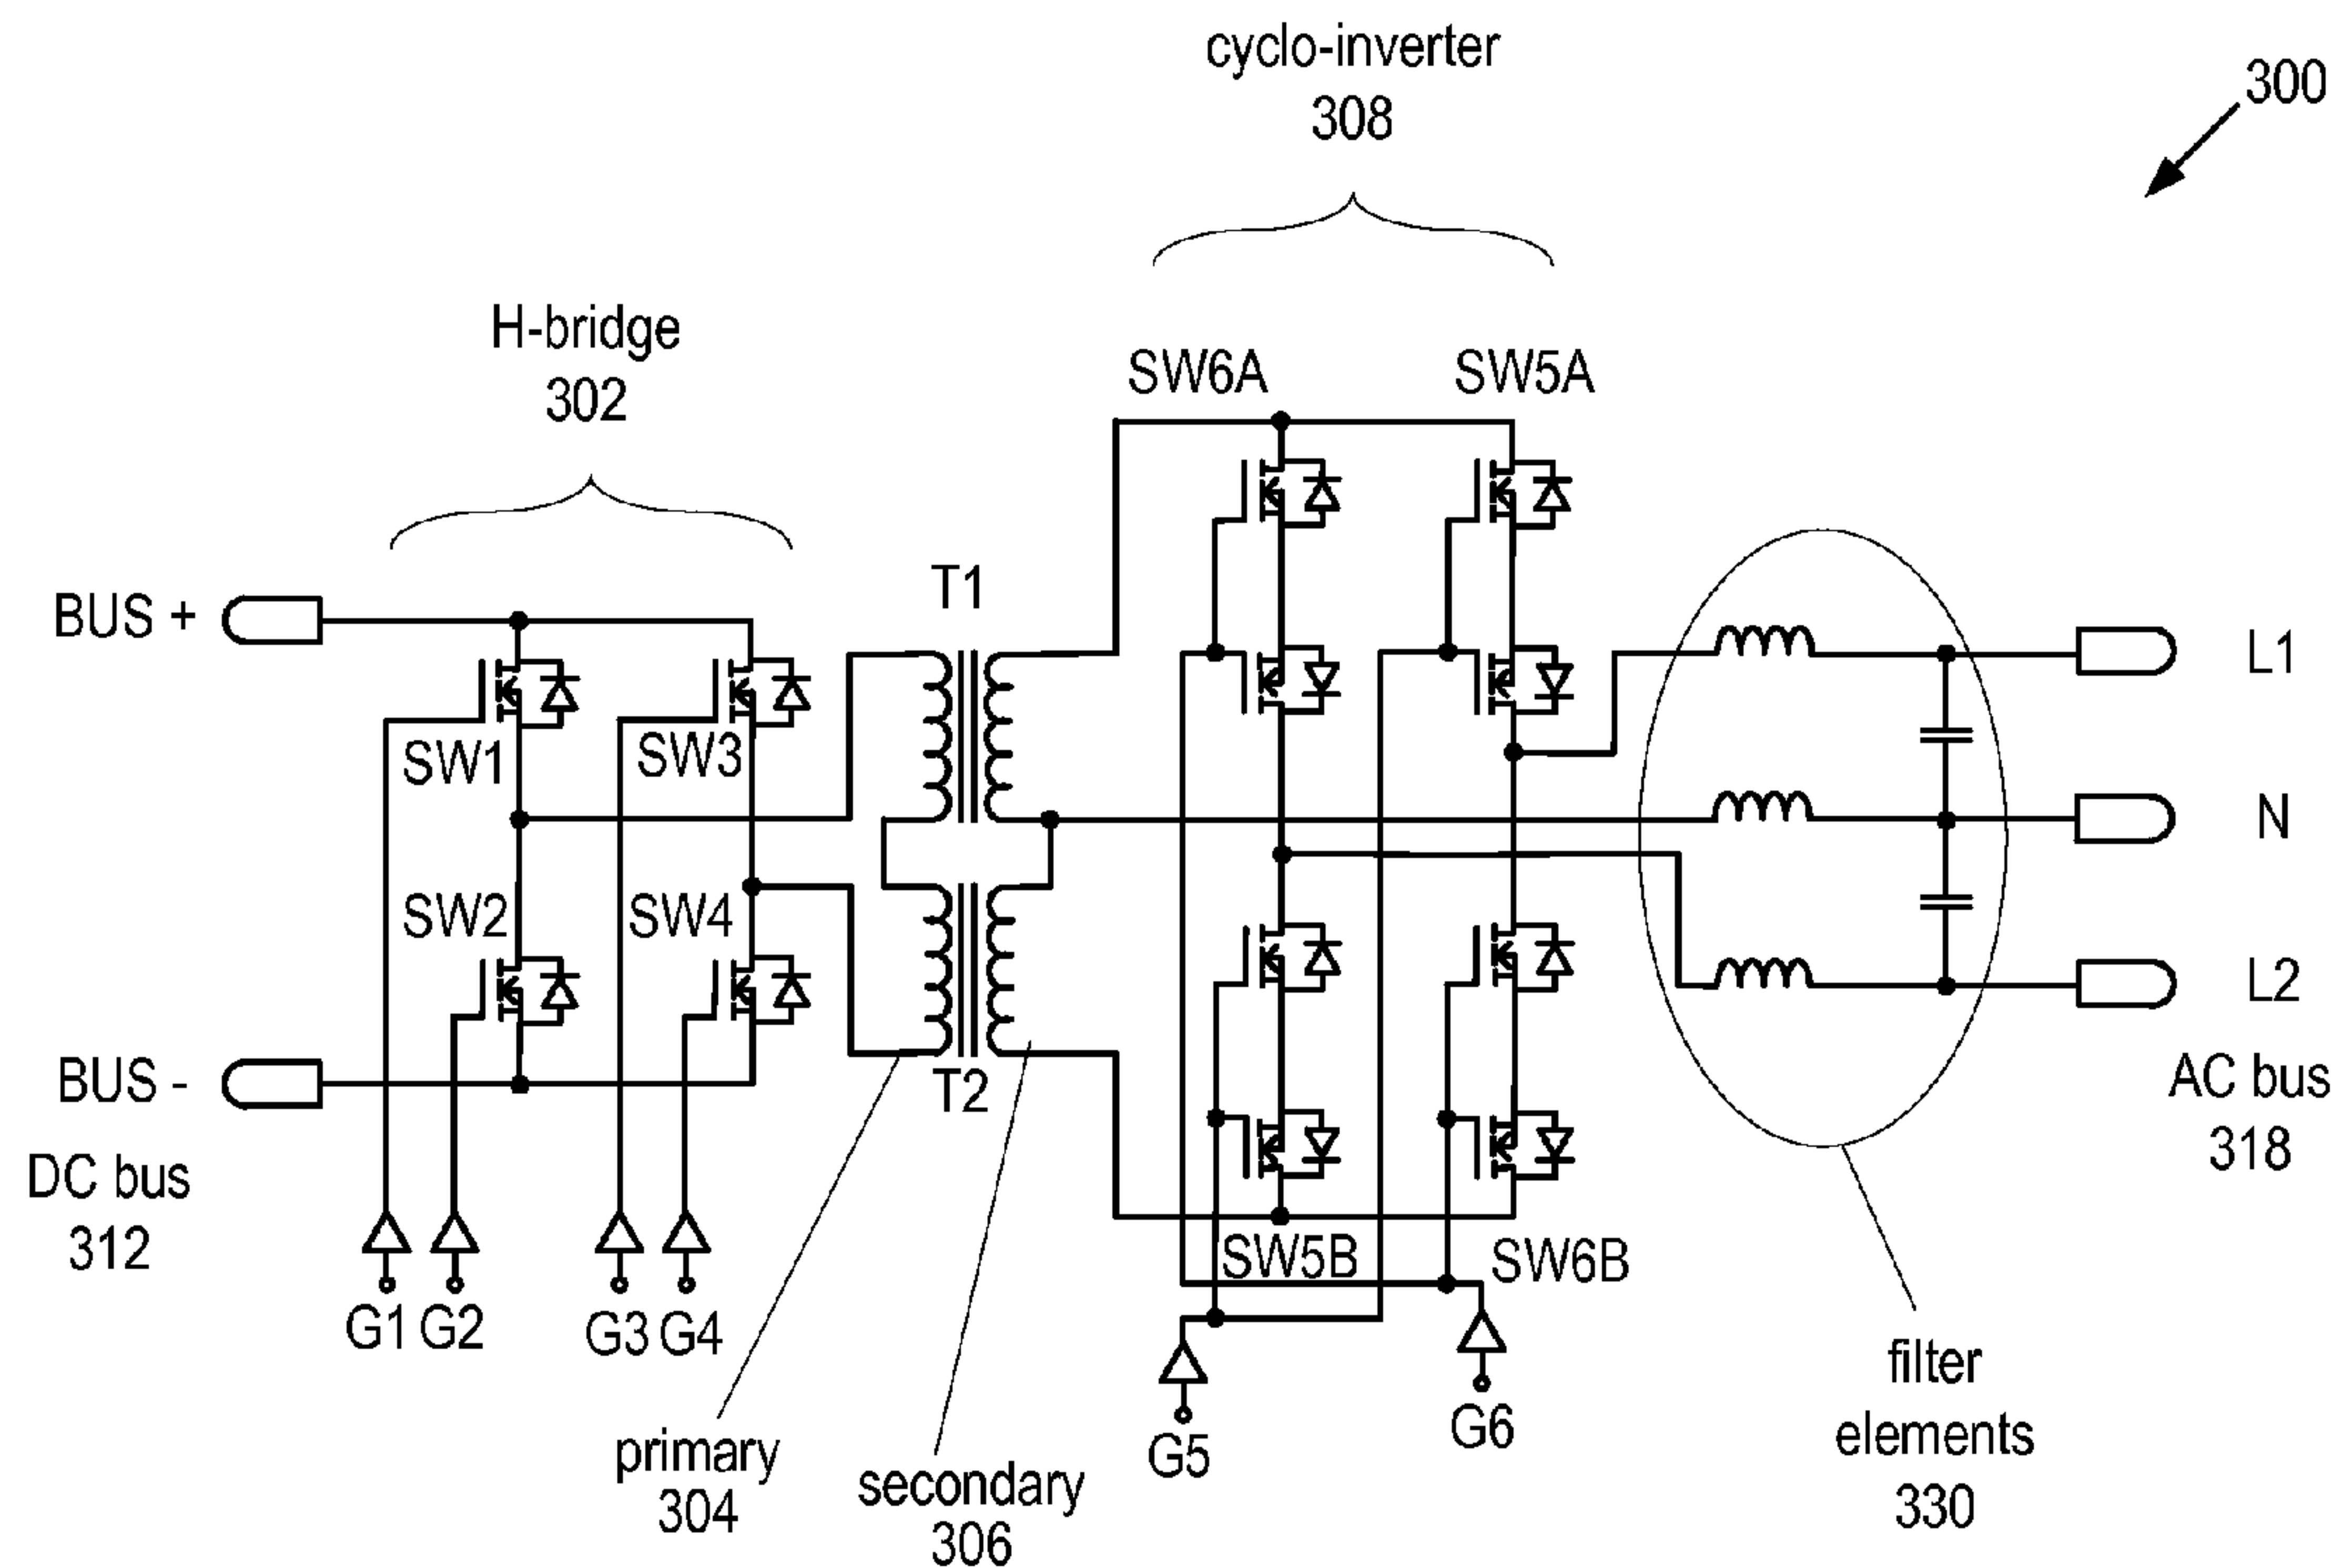 cyclo-inverter
308
300
H-bridge
302
SW6A
SW5A
BUS +
T1
L1
SW1
SW3
N
SW2
SW4
L2
BUS -
T2
AC bus
318
DC bus
312
SW5B
SW6B
G1
G2
G3
G4
G5
G6
filter
elements
330
primary
304
secondary
306